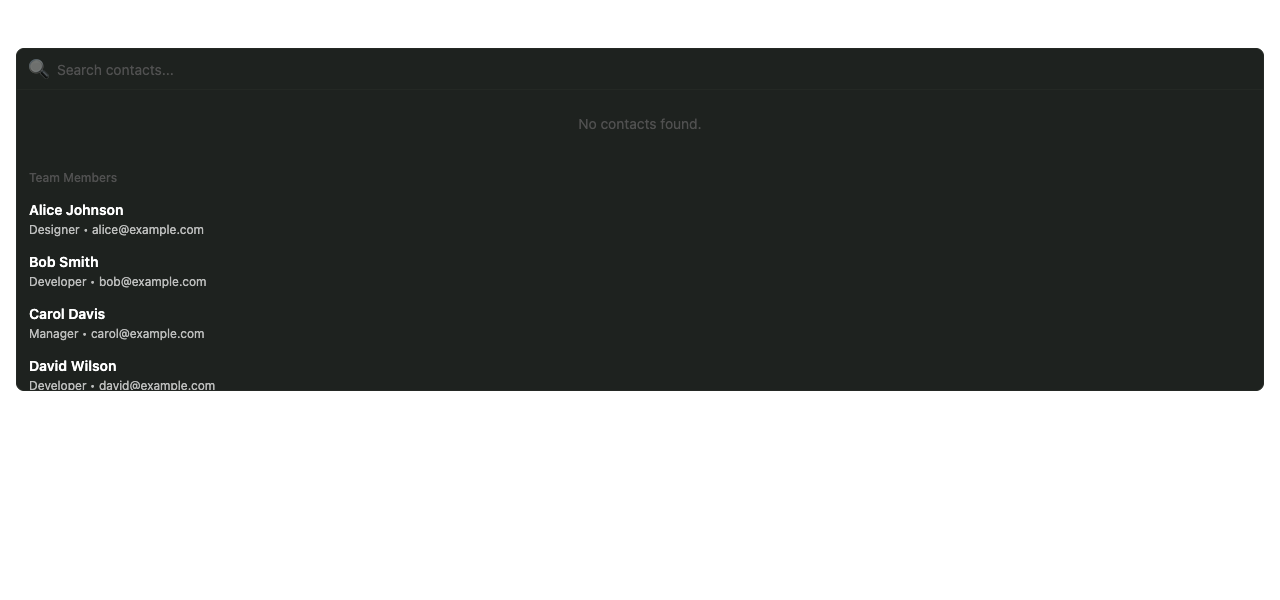 Search contacts...
No contacts found.
Team Members
Alice Johnson
Designer • alice@example.com
Bob Smith
Developer • bob@example.com
Carol Davis
Manager • carol@example.com
David Wilson
Developer • david@example.com